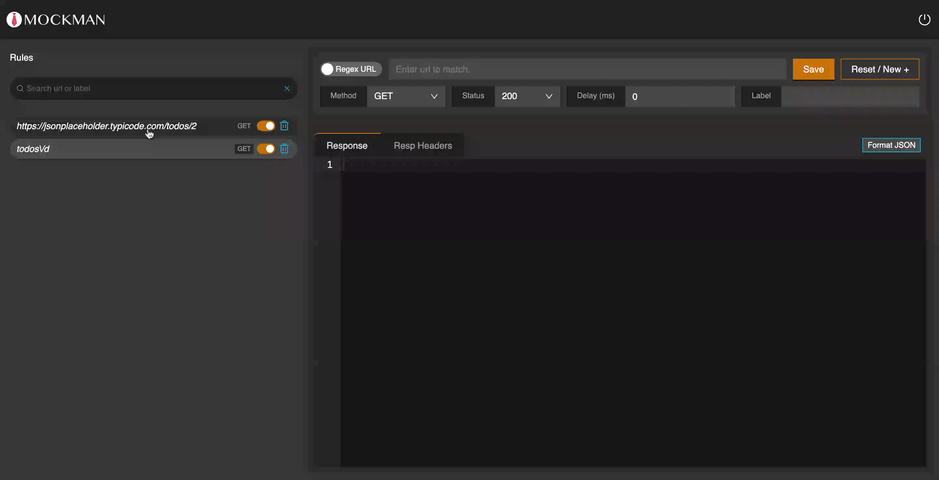 MOCKMAN
Rules
Search url or label
https://jsonplaceholder.typicode.com/todos/2 GET
todos\/d GET
Regex URL Enter url to match. Save Reset / New +
Method GET Status 200 Delay (ms) 0 Label
Response Resp Headers Format JSON
1